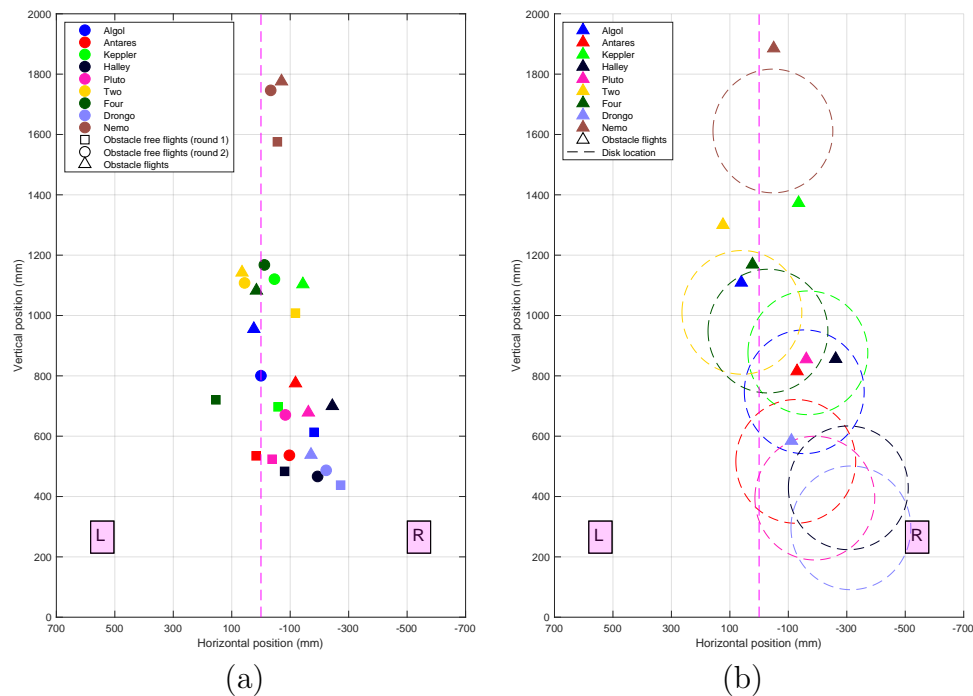 2000
1800
1600
1400
1200
1000
800
600
400
200
0
Vertical position (mm)
700
500
300
100
-100
-300
-500
-700
Horizontal position (mm)
Algol
Antares
Keppler
Halley
Pluto
Two
Four
Drongo
Nemo
Obstacle free flights (round 1)
Obstacle free flights (round 2)
Obstacle flights
L
R
(a)
2000
1800
1600
1400
1200
1000
800
600
400
200
0
Vertical position (mm)
700
500
300
100
-100
-300
-500
-700
Horizontal position (mm)
Algol
Antares
Keppler
Halley
Pluto
Two
Four
Drongo
Nemo
Obstacle flights
Disk location
L
R
(b)